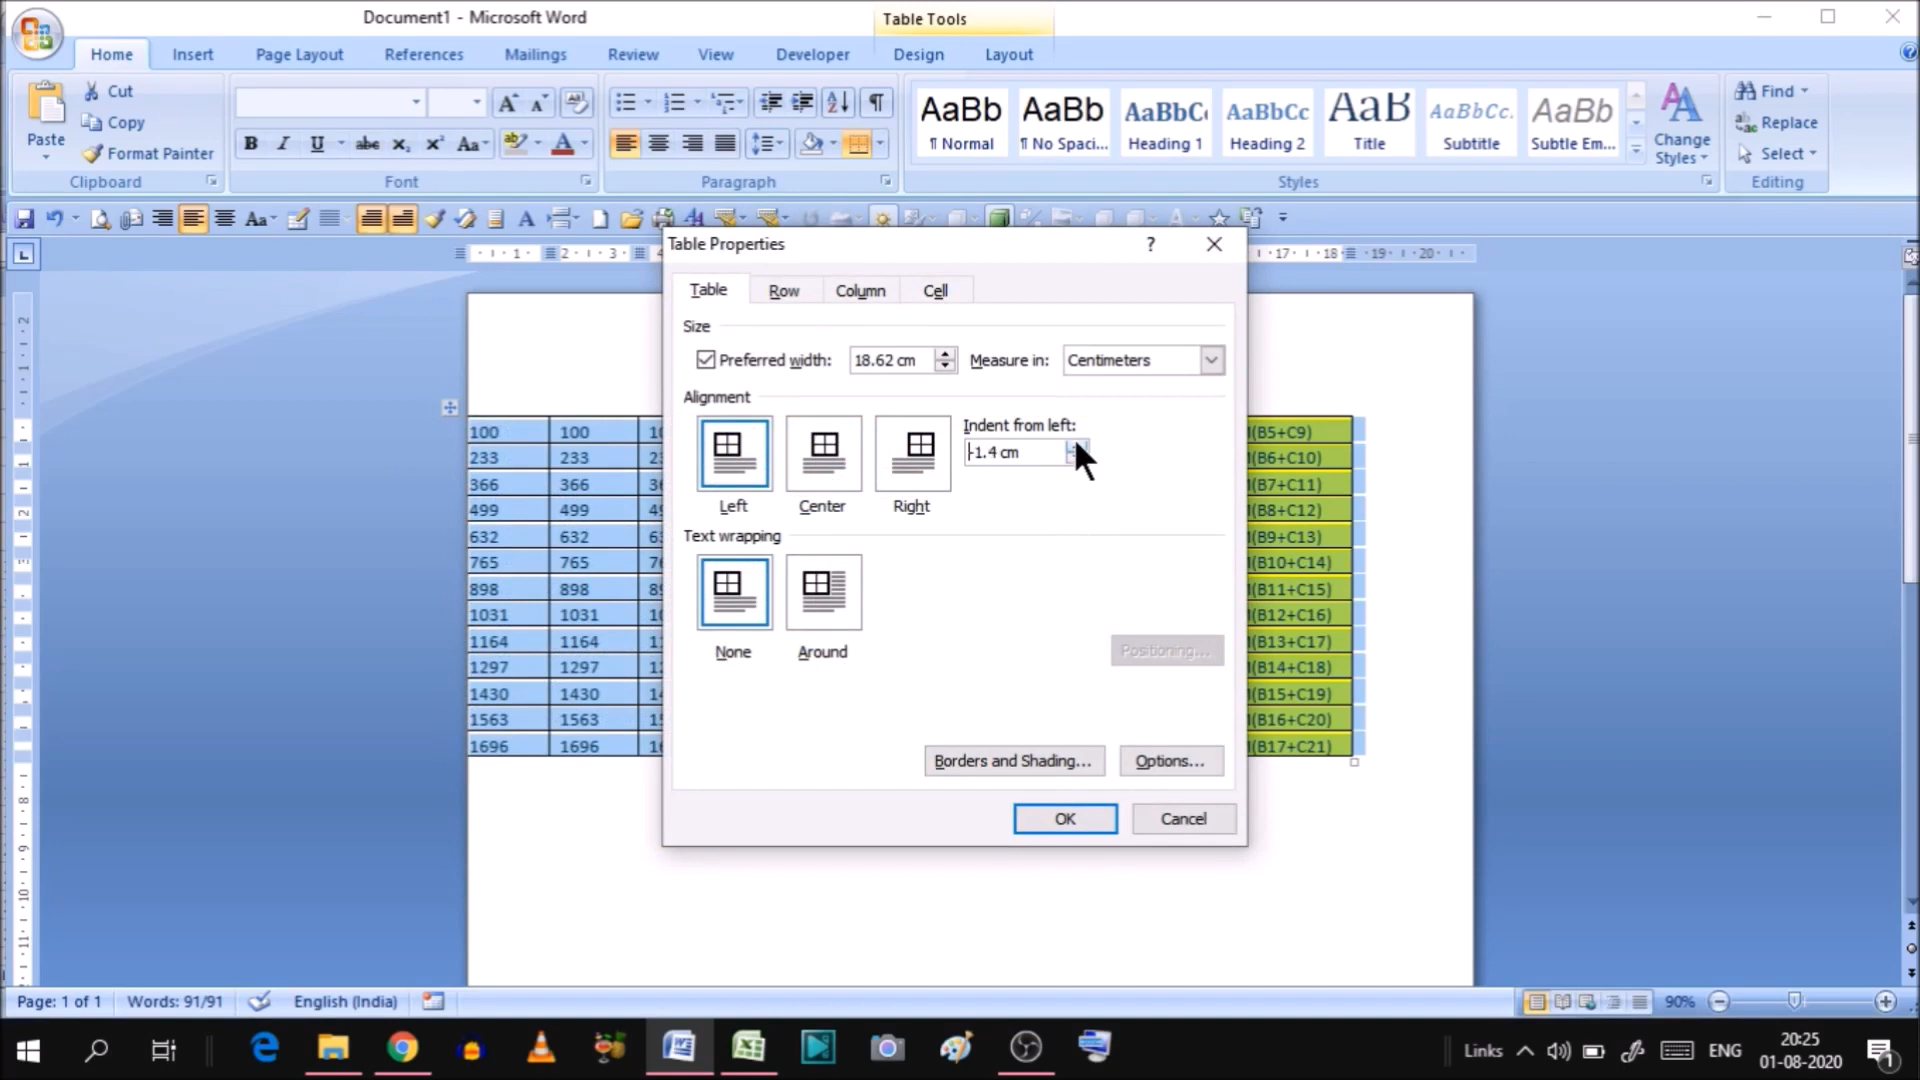 Document1 - Microsoft Word
Table Tools
Home Insert Page Layout References Mailings Review View Developer Design Layout
Paste
Cut
Copy
Format Painter
Clipboard
Font
Paragraph
AaBb AaBb AaBbC AaBbCc AaB AaBbCc. AaBbCc
¶ Normal ¶ No Spaci... Heading 1 Heading 2 Title Subtitle Subtle Em...
Change
Styles
Styles
Find
Replace
Select
Editing
Table Properties
Table Row Column Cell
Size
Preferred width: 18.62 cm Measure in: Centimeters
Alignment
Left Center Right
Indent from left:
-1.4 cm
Text wrapping
None Around
Positioning...
Borders and Shading... Options...
OK Cancel
100 100 (B5+C9)
233 233 (B6+C10)
366 366 (B7+C11)
499 499 (B8+C12)
632 632 (B9+C13)
765 765 (B10+C14)
898 898 (B11+C15)
1031 1031 (B12+C16)
1164 1164 (B13+C17)
1297 1297 (B14+C18)
1430 1430 (B15+C19)
1563 1563 (B16+C20)
1696 1696 (B17+C21)
Page: 1 of 1 Words: 91/91 English (India) 90%
Links ENG 20:25
01-08-2020